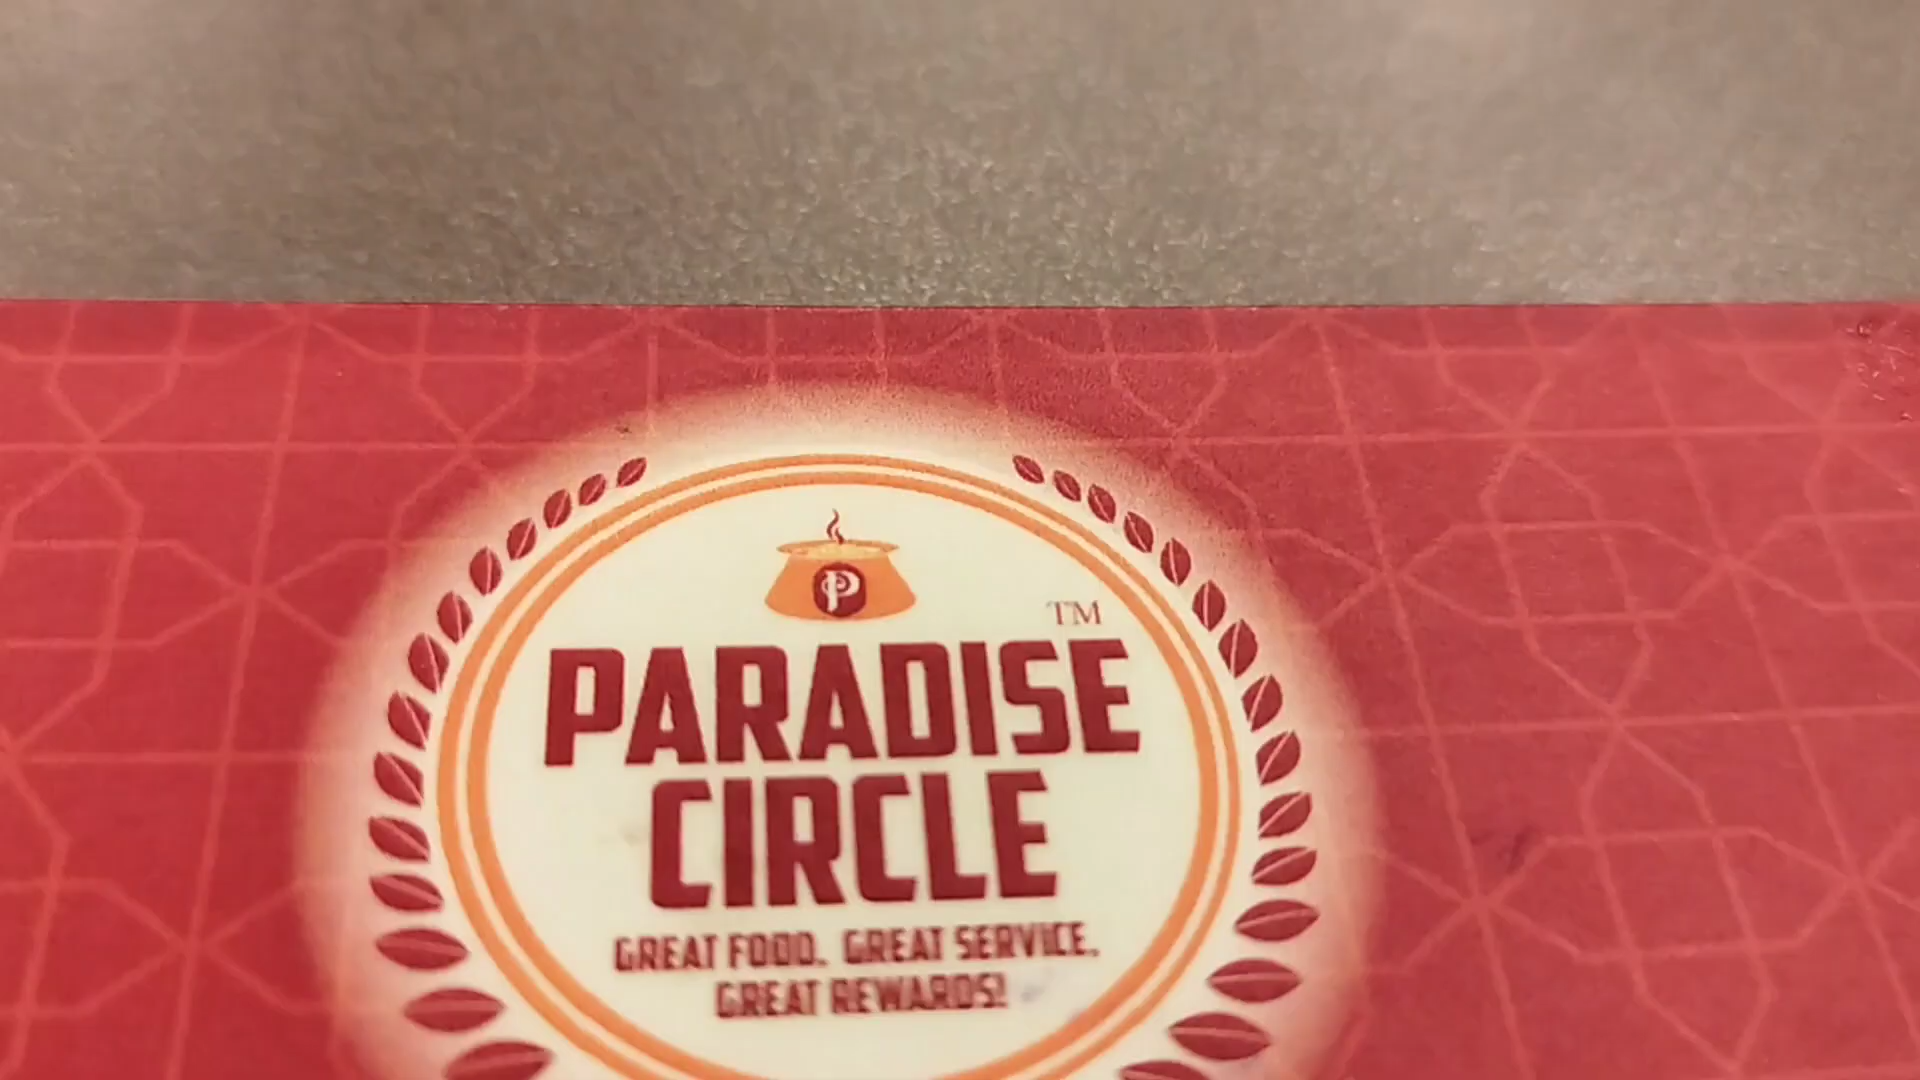 P
TM
PARADISE
CIRCLE
GREAT FOOD. GREAT SERVICE.
GREAT REWARDS!